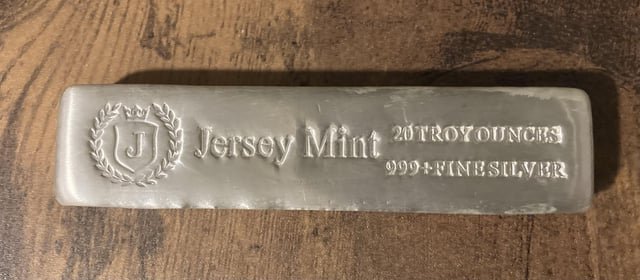 J
Jersey Mint
20 TROY OUNCES
999+ FINE SILVER